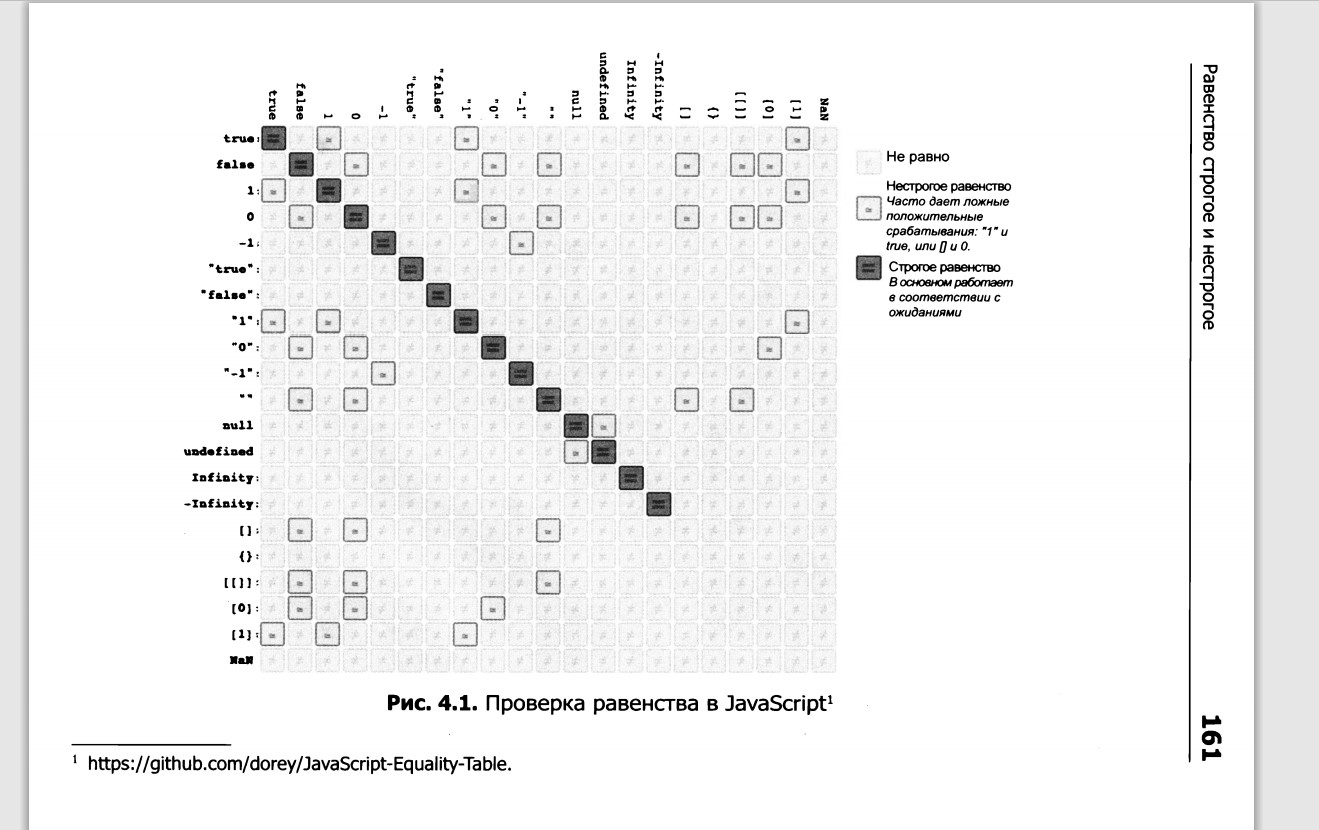 true false 1 0 -1 "true" "false" "1" "0" "-1" "" null undefined Infinity -Infinity [] {} [[]] [0] [1] NaN
true:
false
1:
0
-1:
"true":
"false":
"1":
"0":
"-1":
""
null
undefined
Infinity:
-Infinity:
[]:
{}:
[[]]:
[0]:
[1]:
NaN
Не равно
Нестрогое равенство
Часто дает ложные
положительные
срабатывания: "1" и
true, или [] и 0.
Строгое равенство
В основном работает
в соответствии с
ожиданиями
Рис. 4.1. Проверка равенства в JavaScript¹
¹ https://github.com/dorey/JavaScript-Equality-Table.
Равенство строгое и нестрогое
161